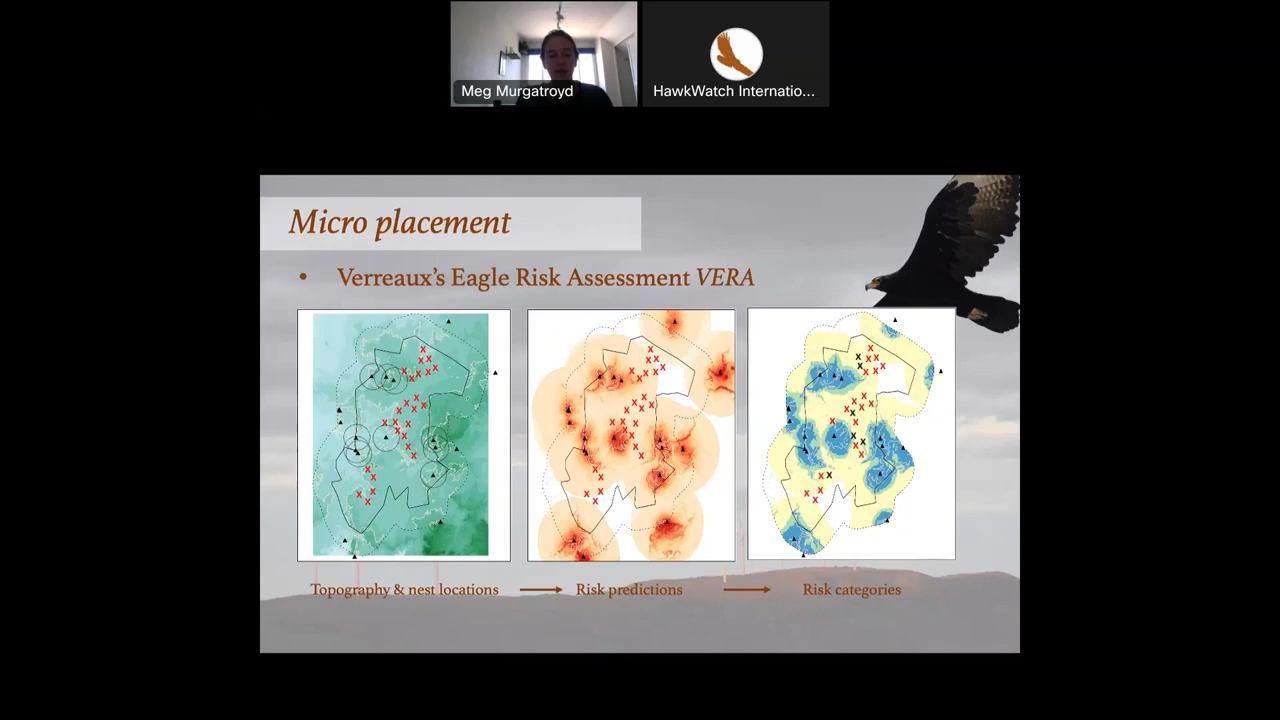 Meg Murgatroyd
HawkWatch Internatio...
Micro placement
• Verreaux's Eagle Risk Assessment VERA
Topography & nest locations
Risk predictions
Risk categories